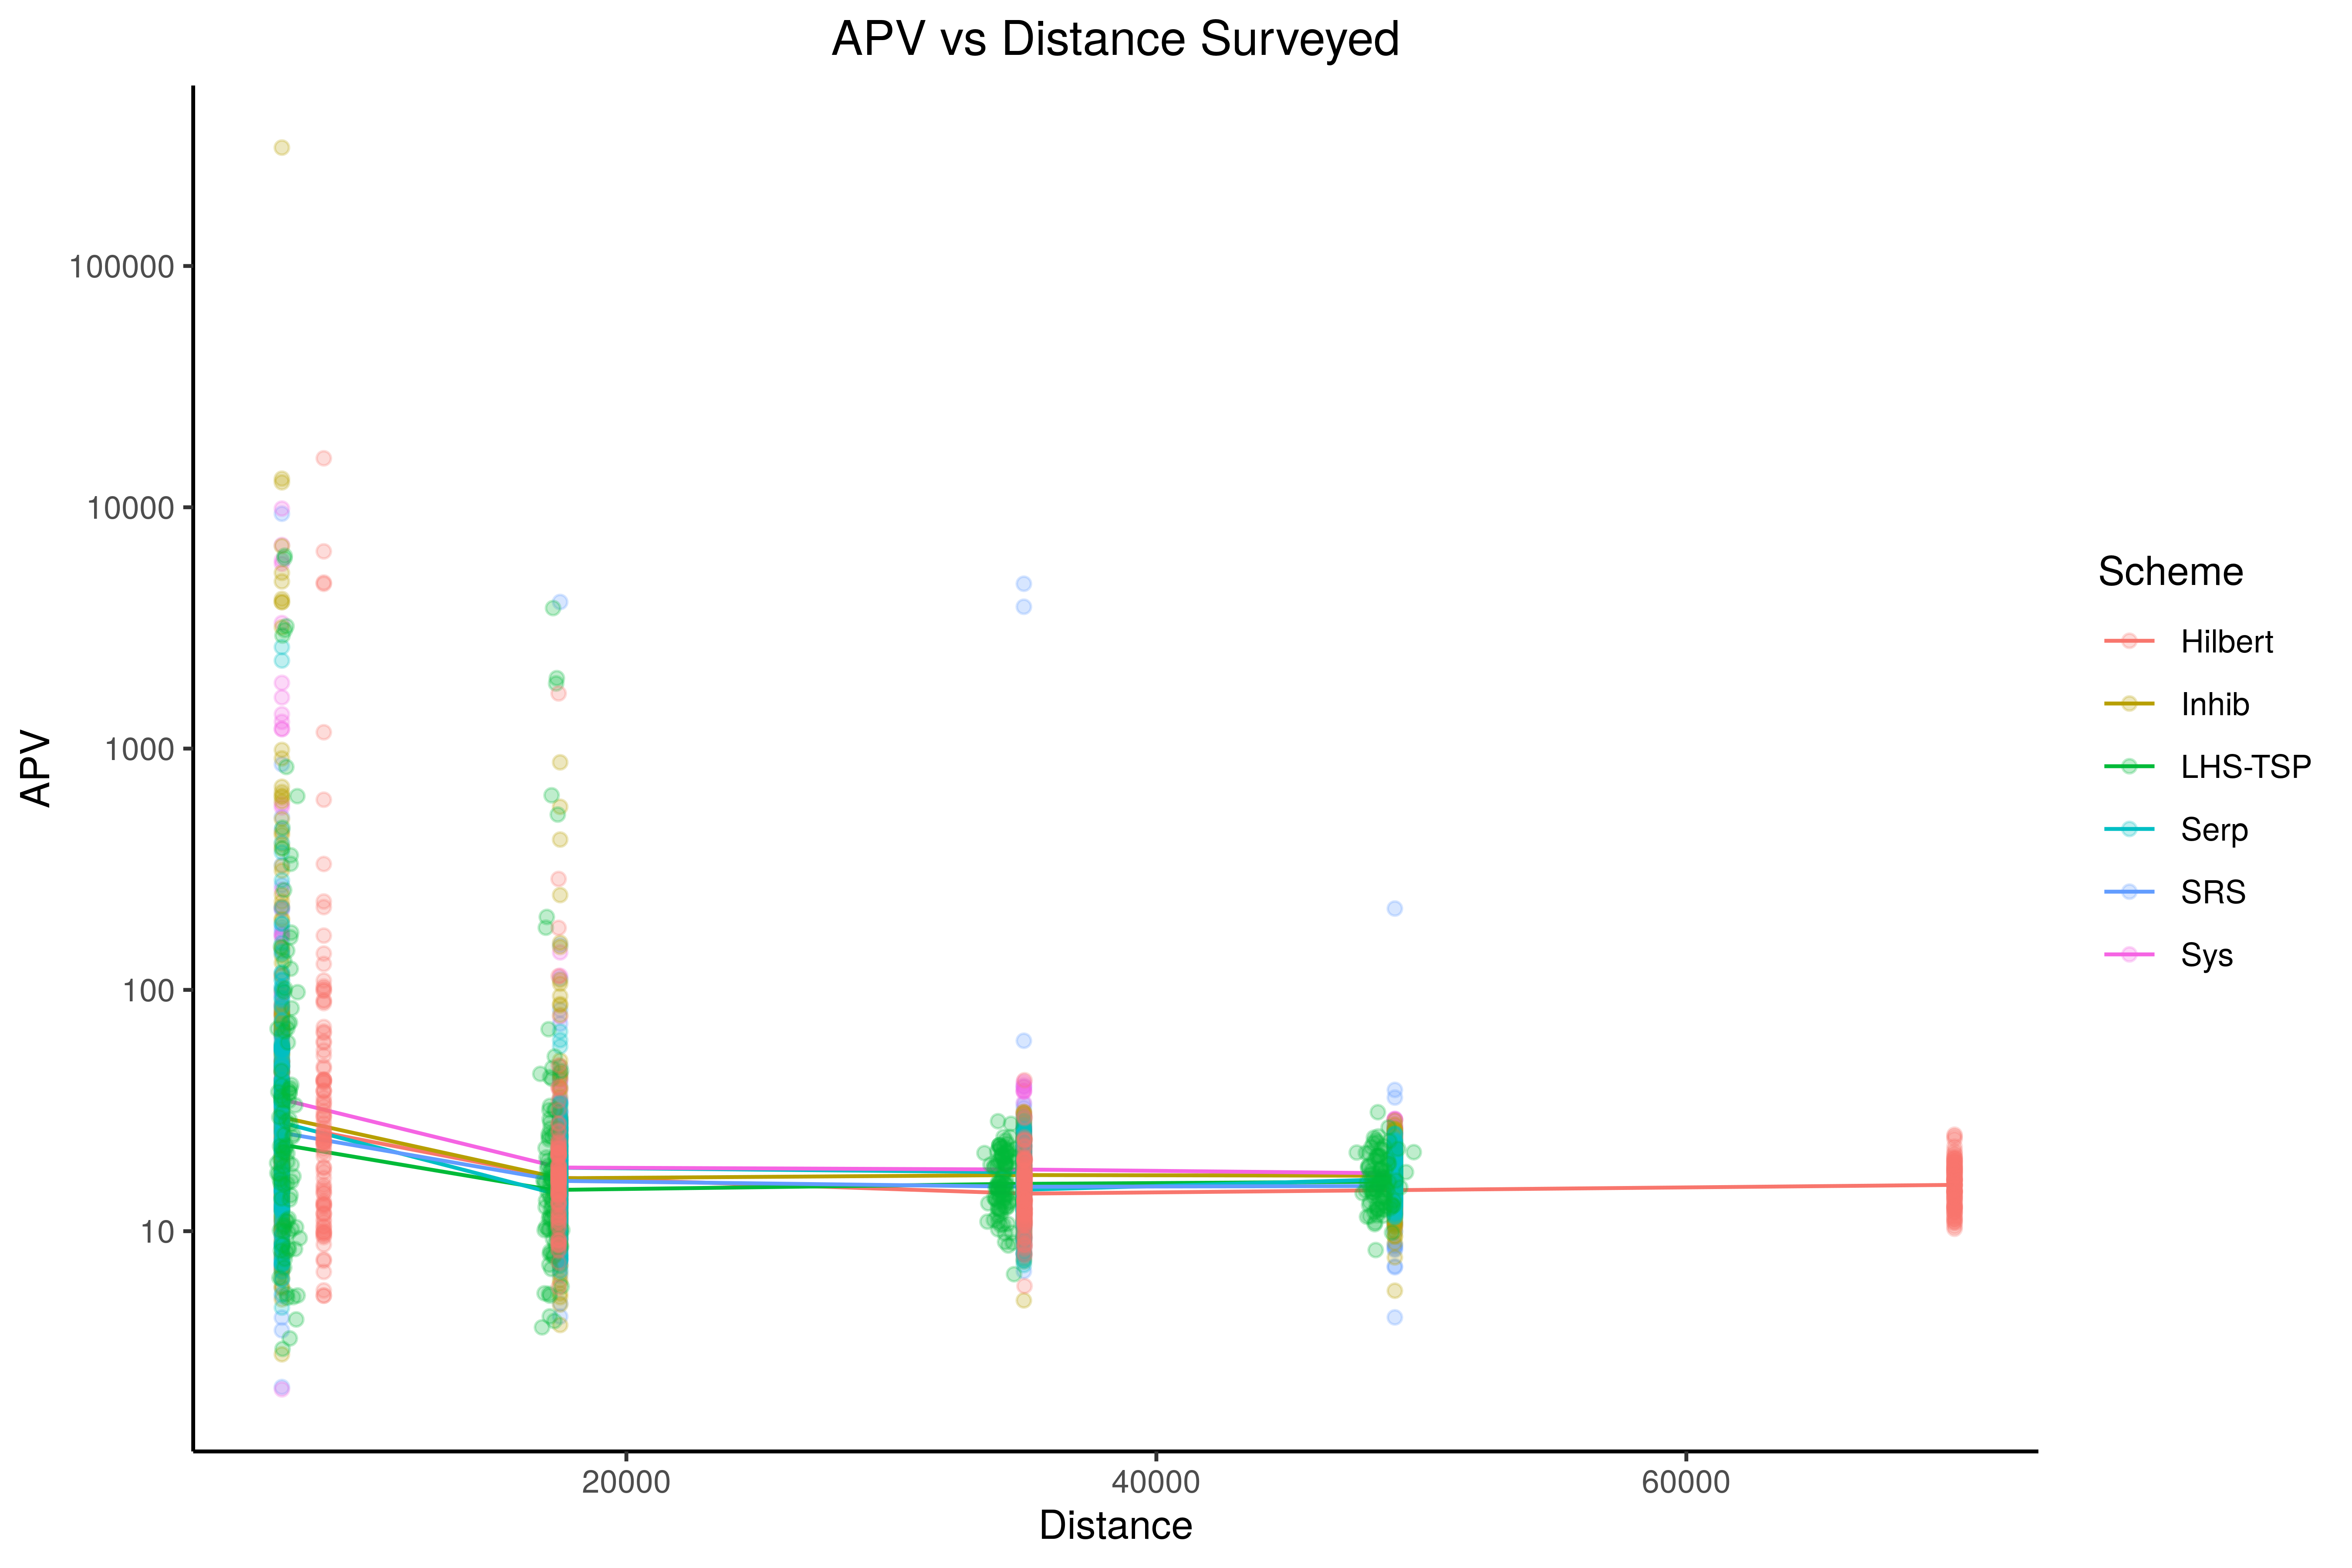 APV vs Distance Surveyed
APV
100000
10000
1000
100
10
20000
40000
60000
Distance
Scheme
Hilbert
Inhib
LHS-TSP
Serp
SRS
Sys